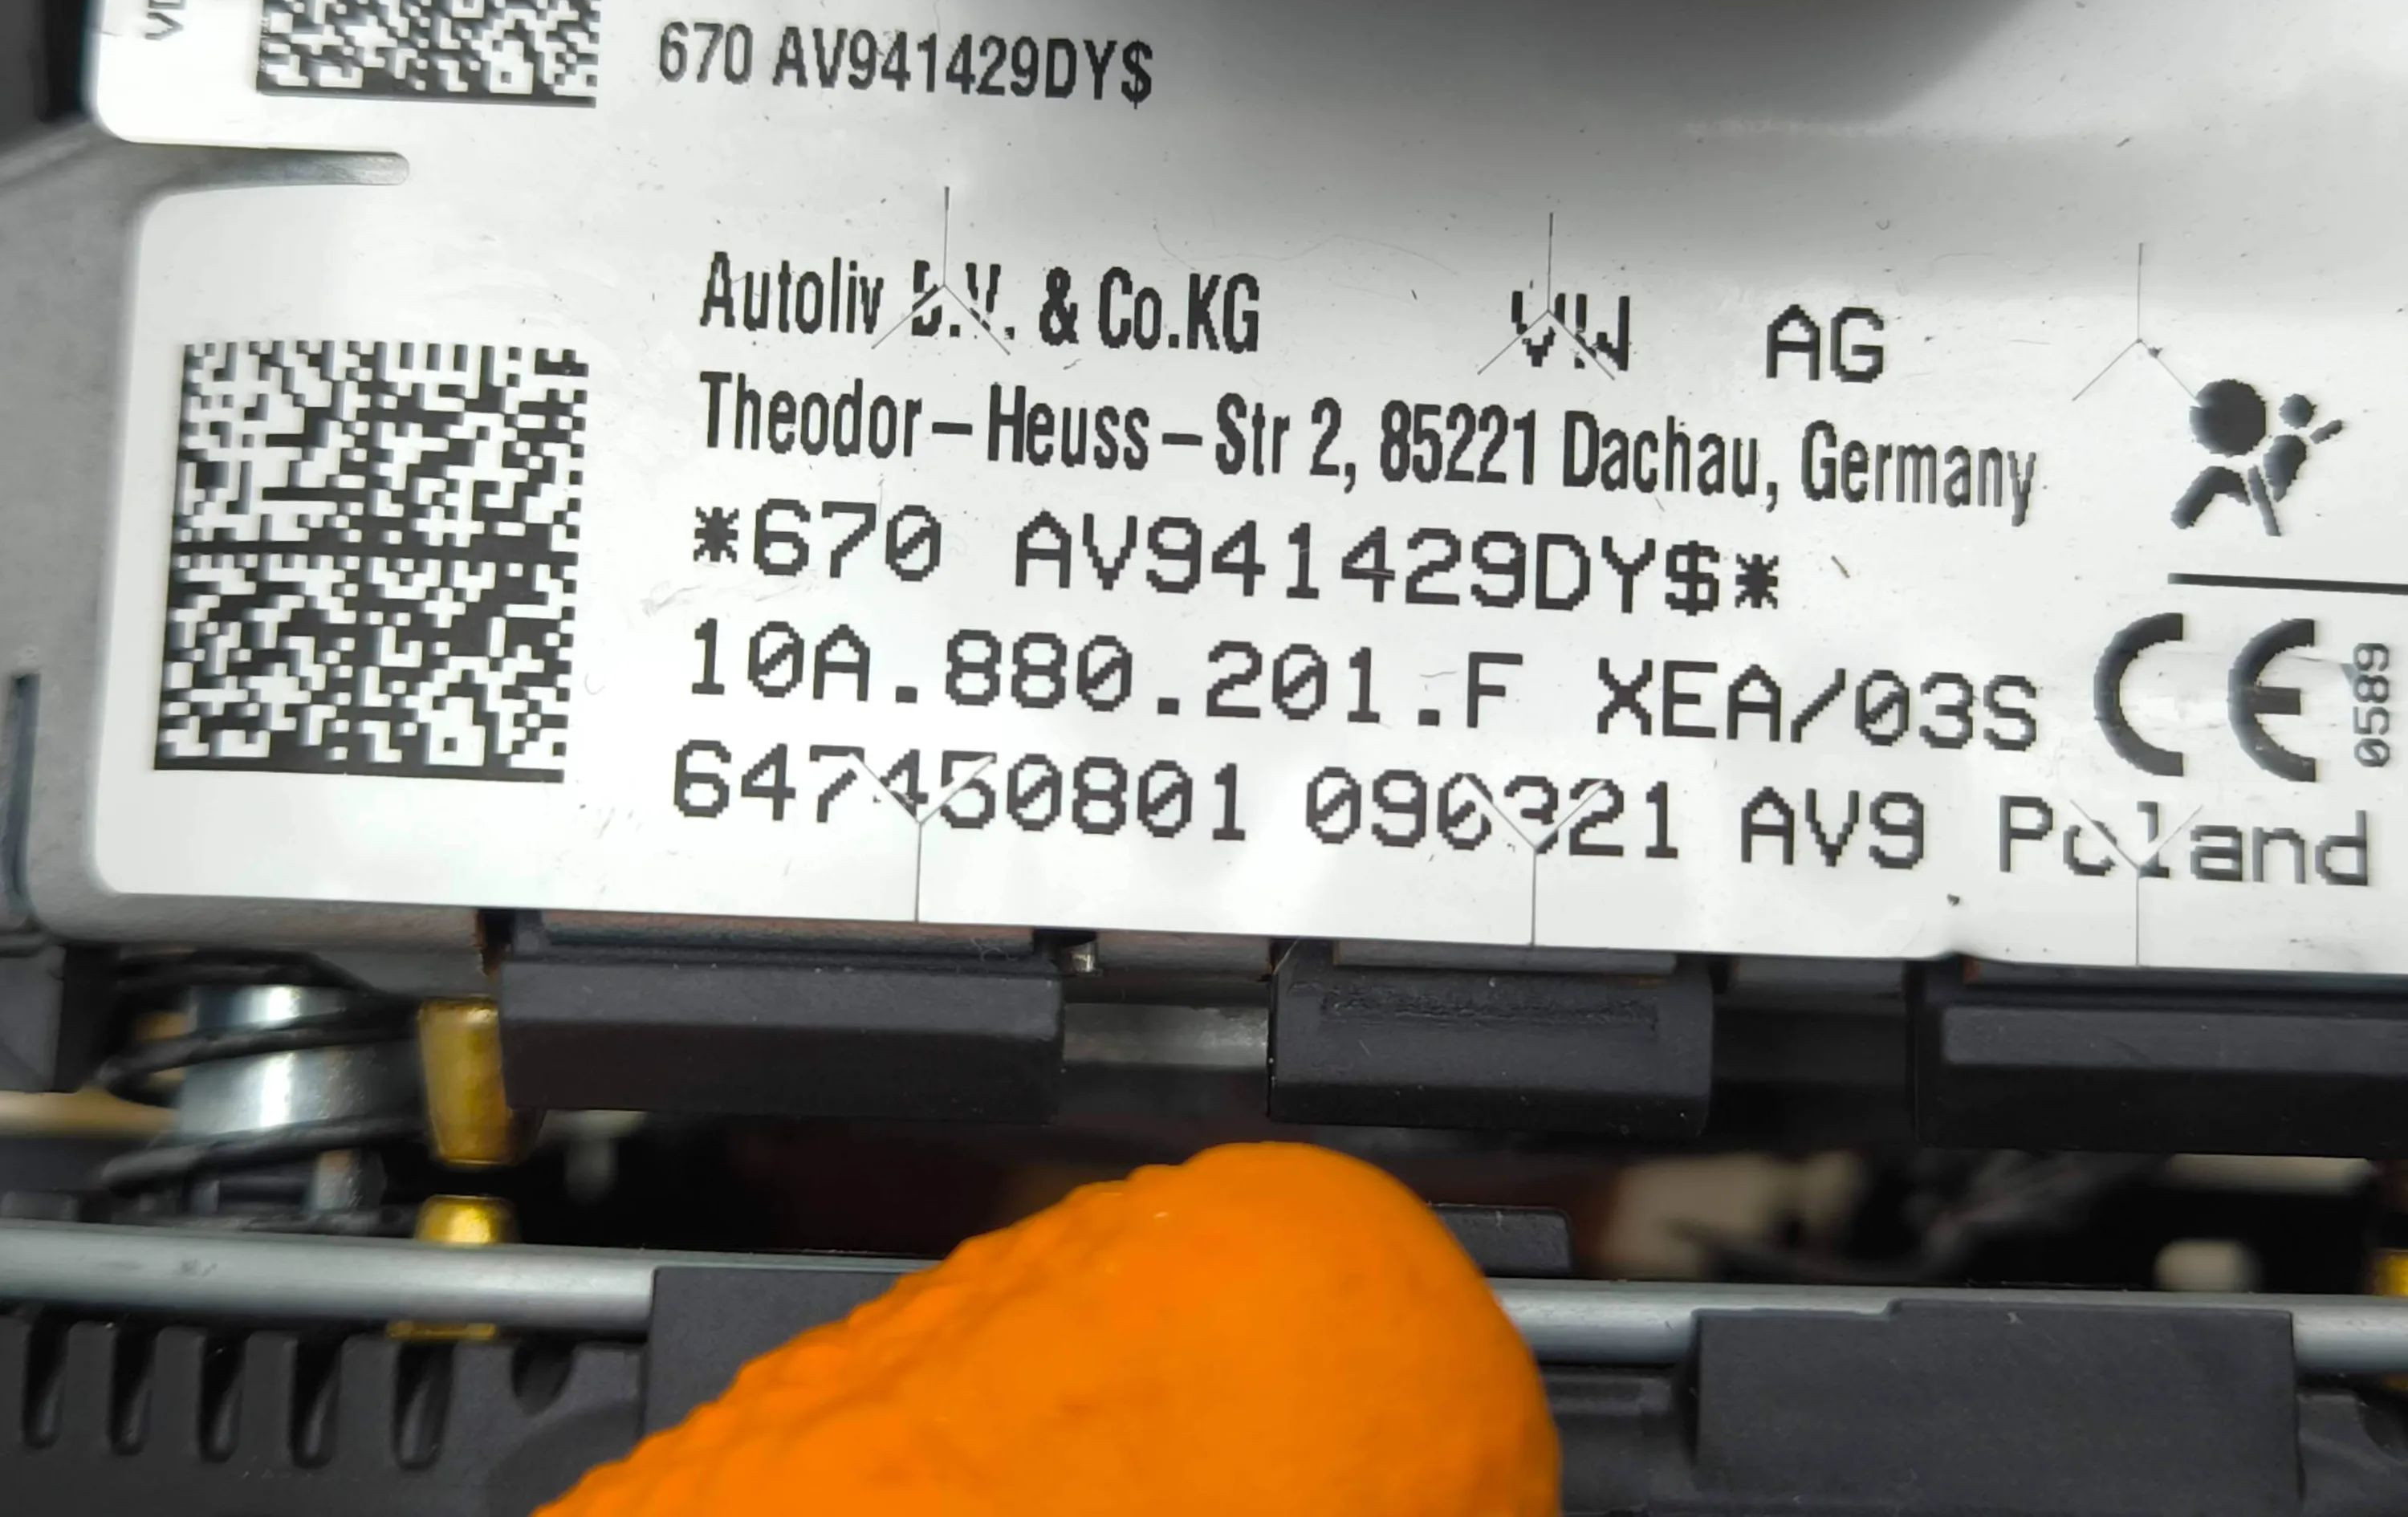 670 AV941429DY$
Autoliv B.V. & Co.KG VW AG
Theodor-Heuss-Str 2, 85221 Dachau, Germany
*670 AV941429DY$*
10A.880.201.F XEA/03S
0589
647450801 090321 AV9 Poland